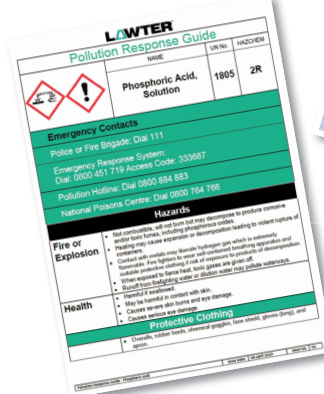 LAWTER
Pollution Response Guide
NAME
UN No.
HAZCHEM
Phosphoric Acid,
Solution
1805
2R
Emergency Contacts
Police or Fire Brigade: Dial 111
Emergency Response System:
Dial: 0800 451 719 Access Code: 333667
Pollution Hotline: Dial 0800 884 883
National Poisons Centre: Dial 0800 764 766
Hazards
Fire or
Explosion
• Not combustible, will not burn but may decompose to produce corrosive
and/or toxic fumes, including phosphorous oxides.
• Heating may cause expansion or decomposition leading to violent rupture of
containers.
• Contact with metals may liberate hydrogen gas which is extremely
flammable. Fire fighters to wear self-contained breathing apparatus and
suitable protective clothing if risk of exposure to products of decomposition.
• When exposed to fierce heat, toxic gases are given off.
• Runoff from firefighting water or dilution water may pollute waterways.
Health
• Harmful if swallowed.
• May be harmful in contact with skin.
• Causes severe skin burns and eye damage.
• Causes serious eye damage.
Protective Clothing
• Overalls, rubber boots, chemical goggles, face shield, gloves (long), and
apron.
Pollution Response Guide - Phosphoric acid